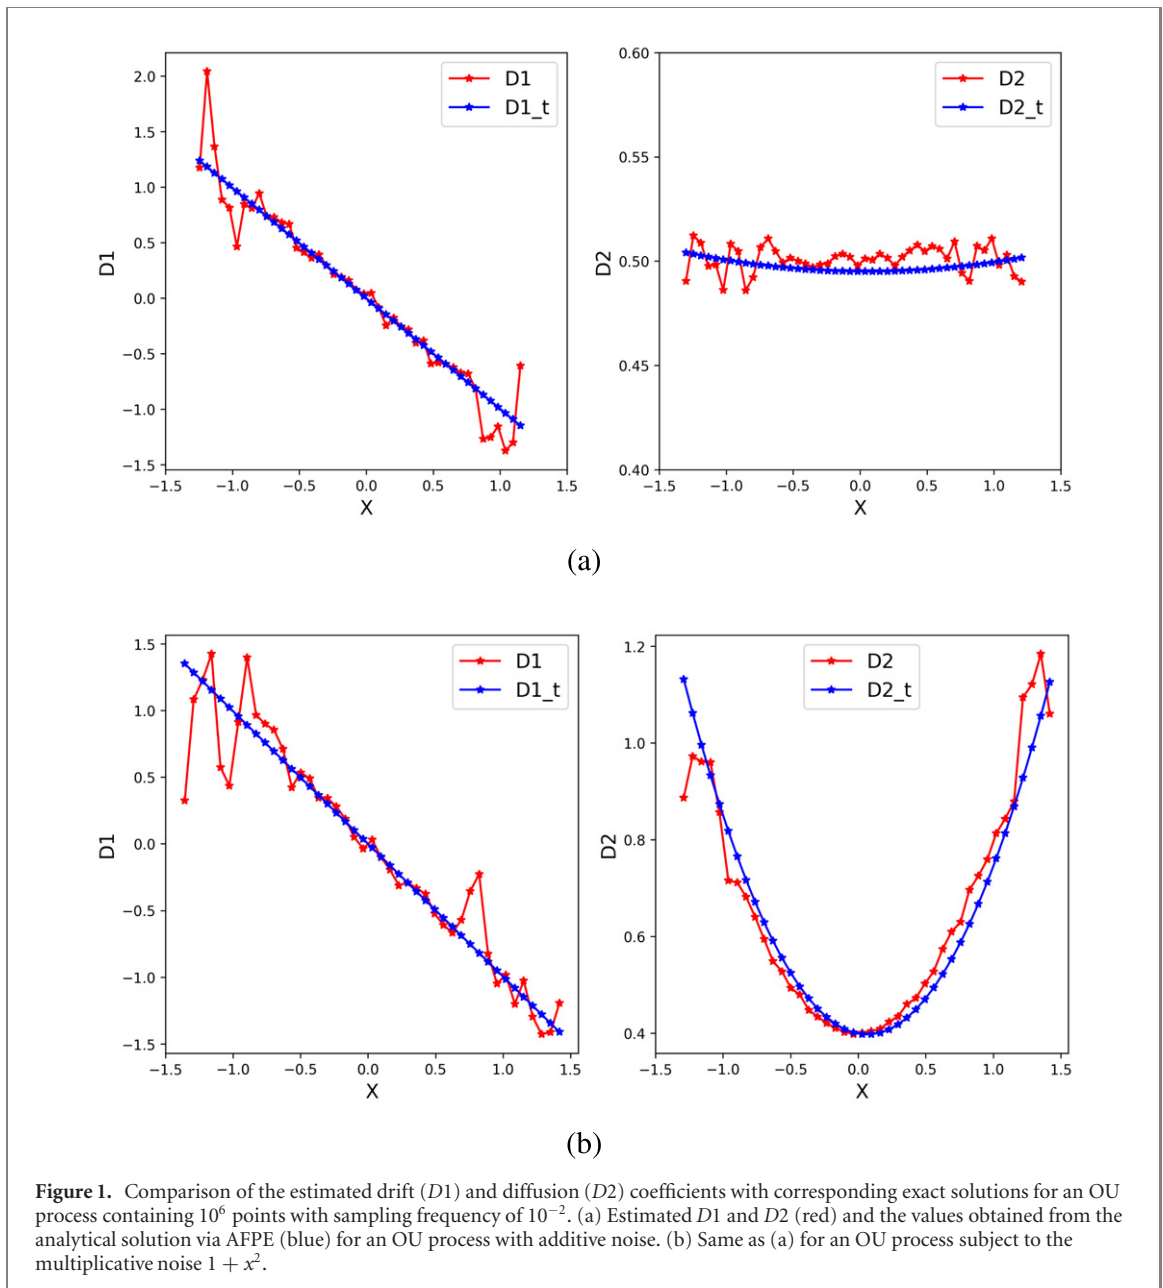 D1
D1_t
2.0
1.5
1.0
0.5
0.0
−0.5
−1.0
−1.5
D1
−1.5 −1.0 −0.5 0.0 0.5 1.0 1.5
X
D2
D2_t
0.60
0.55
0.50
0.45
0.40
D2
−1.5 −1.0 −0.5 0.0 0.5 1.0 1.5
X
(a)
D1
D1_t
1.5
1.0
0.5
0.0
−0.5
−1.0
−1.5
D1
−1.5 −1.0 −0.5 0.0 0.5 1.0 1.5
X
D2
D2_t
1.2
1.0
0.8
0.6
0.4
D2
−1.5 −1.0 −0.5 0.0 0.5 1.0 1.5
X
(b)
Figure 1. Comparison of the estimated drift (D1) and diffusion (D2) coefficients with corresponding exact solutions for an OU
process containing 10⁶ points with sampling frequency of 10⁻². (a) Estimated D1 and D2 (red) and the values obtained from the
analytical solution via AFPE (blue) for an OU process with additive noise. (b) Same as (a) for an OU process subject to the
multiplicative noise 1 + x².